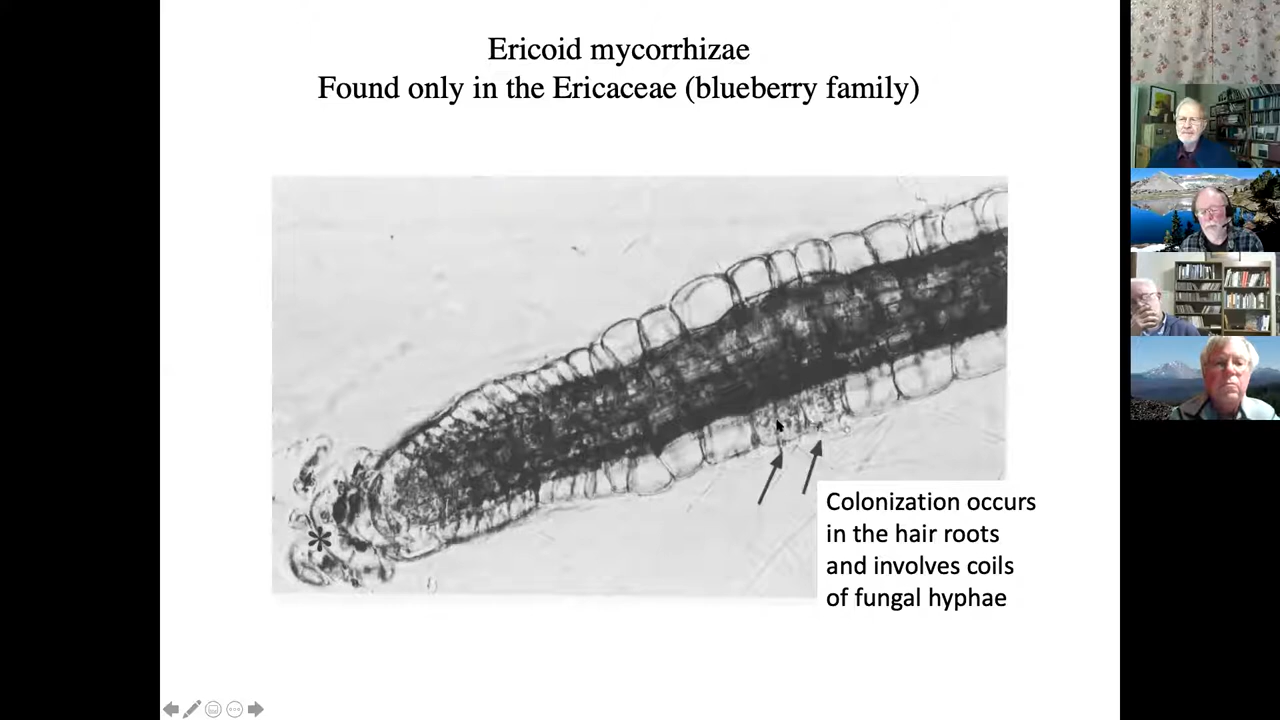 Ericoid mycorrhizae
Found only in the Ericaceae (blueberry family)
*
Colonization occurs
in the hair roots
and involves coils
of fungal hyphae